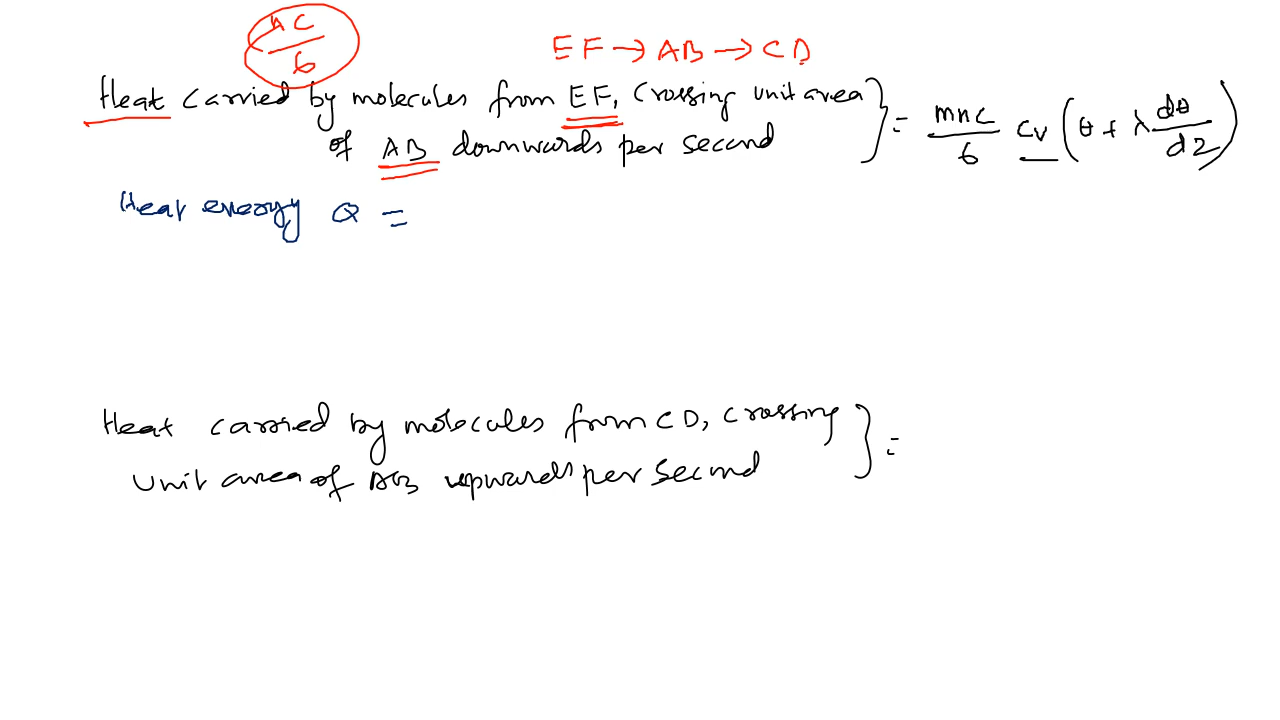 nC/6
EF → AB → CD
Heat carried by molecules from EF, crossing unit area
of AB downwards per second } = mnc/6 Cv (θ + λ dθ/dz)
Heat energy Q =
Heat carried by molecules from CD, crossing
unit area of AB upwards per second } =